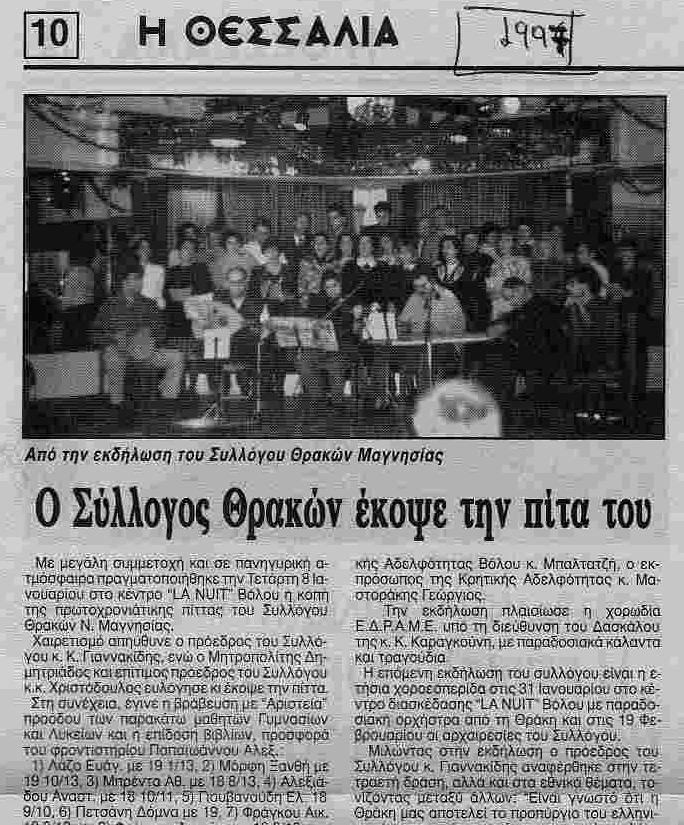 10
Η ΘΕΣΣΑΛΙΑ
1997
Από την εκδήλωση του Συλλόγου Θρακών Μαγνησίας
Ο Σύλλογος Θρακών έκοψε την πίτα του
Με μεγάλη συμμετοχή και σε πανηγυρική α-
τμόσφαιρα πραγματοποιήθηκε την Τετάρτη 8 Ια-
νουαρίου στο κέντρο "LA NUIT" Βόλου η κοπή
της πρωτοχρονιάτικης πίττας του Συλλόγου
Θρακών Ν. Μαγνησίας.
Χαιρετισμό απηύθυνε ο πρόεδρος του Συλλό-
γου κ. Κ. Γιαννακίδης, ενώ ο Μητροπολίτης Δη-
μητριάδος και επίτιμος πρόεδρος του Συλλόγου
κ.κ. Χριστόδουλος ευλόγησε κι έκοψε την πίττα.
Στη συνέχεια, έγινε η βράβευση με "Αριστεία"
προόδου των παρακάτω μαθητών Γυμνασίων
και Λυκείων και η επίδοση βιβλίων, προσφορά
του φροντιστηρίου Παπαϊωάννου Αλεξ.:
1) Λάζο Ευάγ. με 19 1/13, 2) Μόρφη Ξανθή με
19 10/13, 3) Μπρέντα Αθ. με 18 8/13, 4) Αλεξιά-
δου Αναστ. με 18 10/11, 5) Γιουβανούδη Ελ. 18
9/10, 6) Πετσάνη Δόμνα με 19, 7) Φράγκου Αικ.
κής Αδελφότητας Βόλου κ. Μπαλτατζή, ο εκ-
πρόσωπος της Κρητικής Αδελφότητας κ. Μα-
στοράκης Γεώργιος.
Την εκδήλωση πλαισίωσε η χορωδία
Ε.Δ.ΡΑ.Μ.Ε. υπό τη διεύθυνση του Δασκάλου
της κ. Κ. Καραγκούνη, με παραδοσιακά κάλαντα
και τραγούδια.
Η επόμενη εκδήλωση του συλλόγου είναι η ε-
τήσια χοροεσπερίδα στις 31 Ιανουαρίου στο κέ-
ντρο διασκέδασης "LA NUIT" Βόλου με παραδο-
σιακή ορχήστρα από τη Θράκη και στις 19 Φε-
βρουαρίου οι αρχαιρεσίες του Συλλόγου.
Μιλώντας στην εκδήλωση ο πρόεδρος του
Συλλόγου κ. Γιαννακίδης αναφέρθηκε στην τε-
τραετή δράση, αλλά και στα εθνικά θέματα, το-
νίζοντας μεταξύ άλλων: "Είναι γνωστό ότι η
Θράκη μας αποτελεί το προπύργιο του ελληνι-